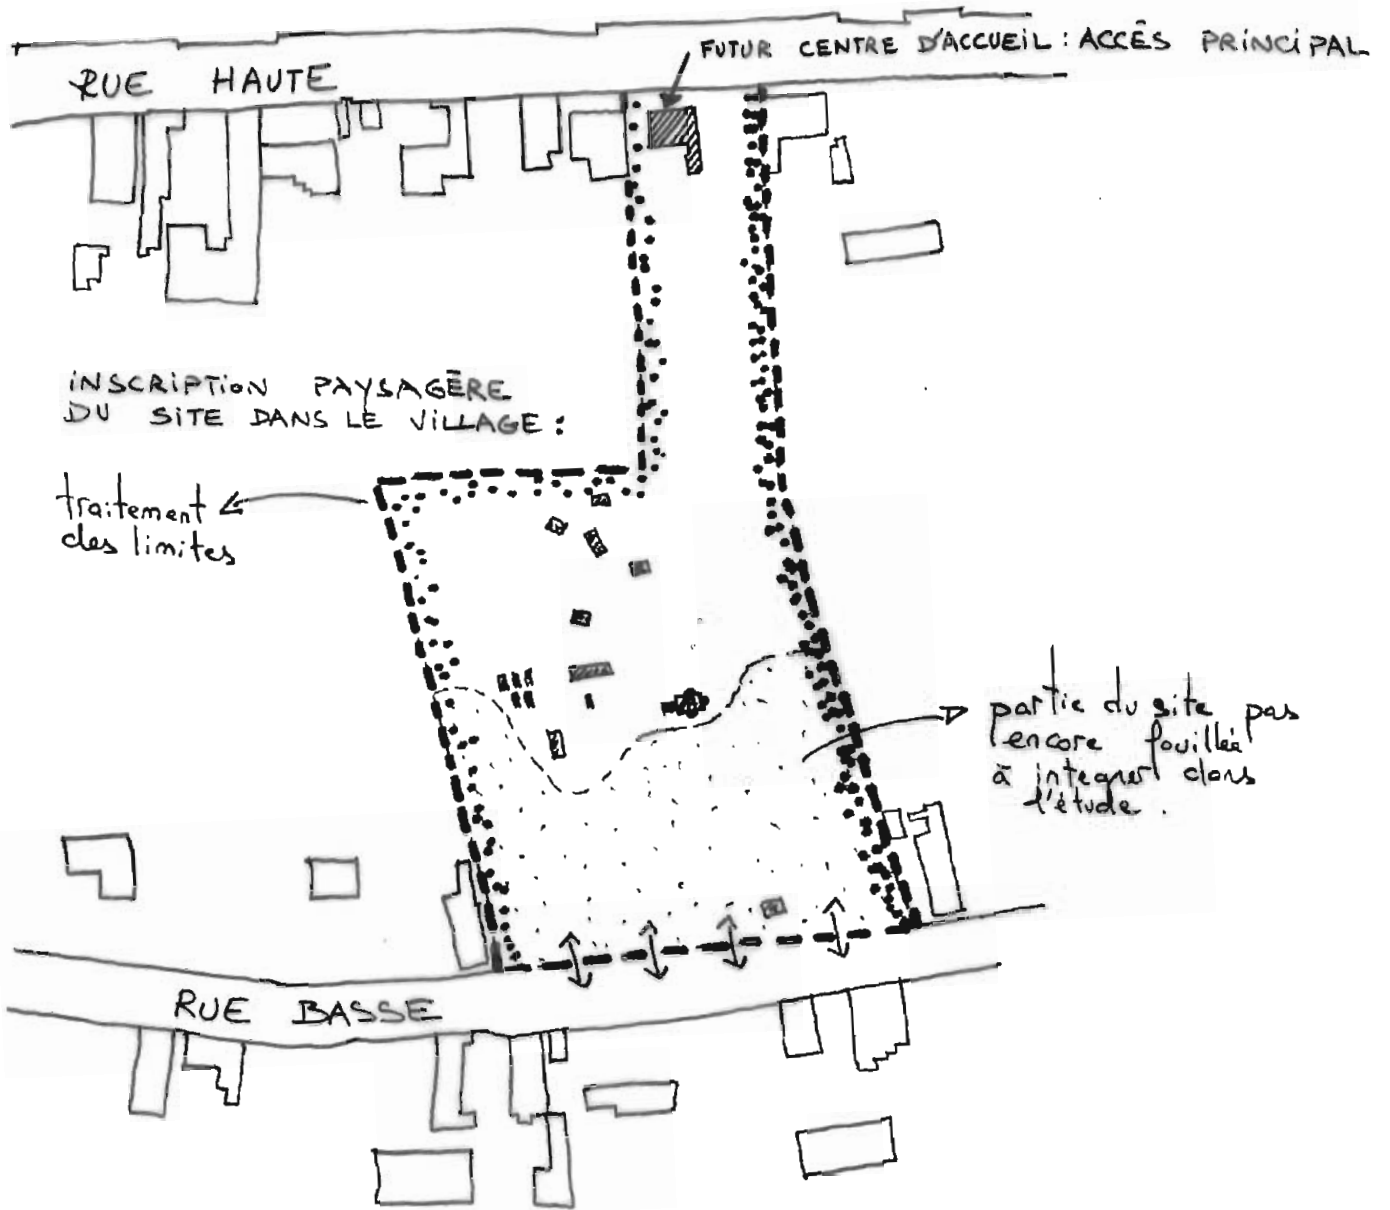 FUTUR CENTRE D'ACCUEIL : ACCÈS PRINCIPAL
RUE HAUTE
INSCRIPTION PAYSAGÈRE
DU SITE DANS LE VILLAGE :
traitement
des limites
partie du site pas
encore fouillée
à integrer dans
l'étude.
RUE BASSE